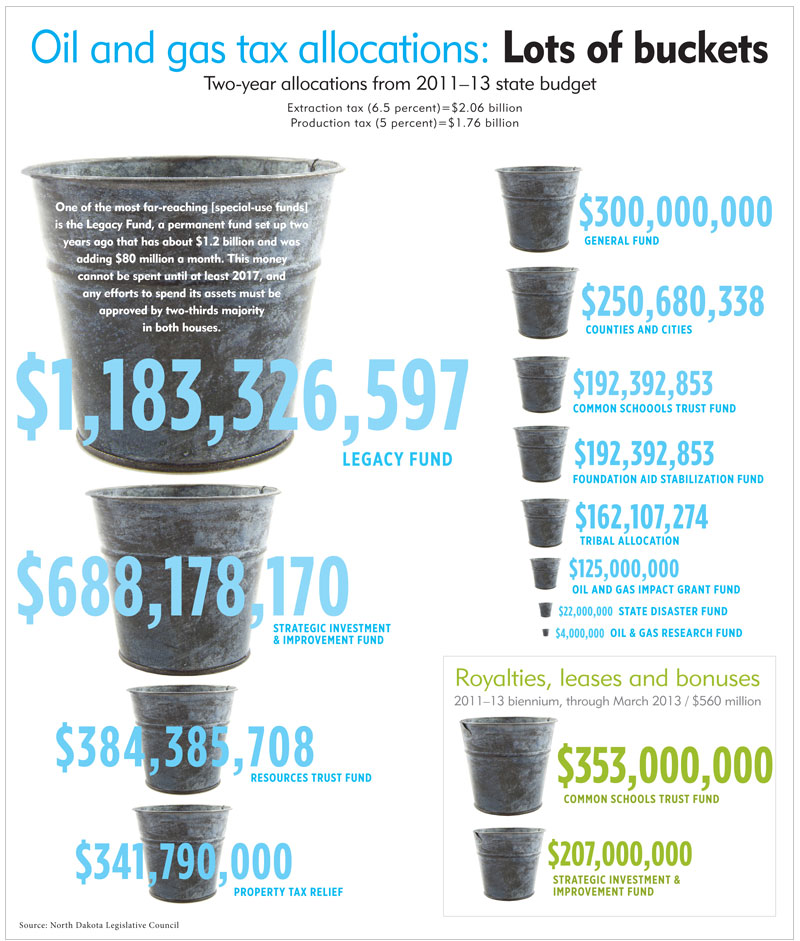 Oil and gas tax allocations: Lots of buckets
Two-year allocations from 2011–13 state budget
Extraction tax (6.5 percent)=$2.06 billion
Production tax (5 percent)=$1.76 billion
One of the most far-reaching [special-use funds]
is the Legacy Fund, a permanent fund set up two
years ago that has about $1.2 billion and was
adding $80 million a month. This money
cannot be spent until at least 2017, and
any efforts to spend its assets must be
approved by two-thirds majority
in both houses.
$1,183,326,597
LEGACY FUND
$688,178,170
STRATEGIC INVESTMENT
& IMPROVEMENT FUND
$384,385,708
RESOURCES TRUST FUND
$341,790,000
PROPERTY TAX RELIEF
$300,000,000
GENERAL FUND
$250,680,338
COUNTIES AND CITIES
$192,392,853
COMMON SCHOOOLS TRUST FUND
$192,392,853
FOUNDATION AID STABILIZATION FUND
$162,107,274
TRIBAL ALLOCATION
$125,000,000
OIL AND GAS IMPACT GRANT FUND
$22,000,000 STATE DISASTER FUND
$4,000,000 OIL & GAS RESEARCH FUND
Royalties, leases and bonuses
2011–13 biennium, through March 2013 / $560 million
$353,000,000
COMMON SCHOOLS TRUST FUND
$207,000,000
STRATEGIC INVESTMENT &
IMPROVEMENT FUND
Source: North Dakota Legislative Council